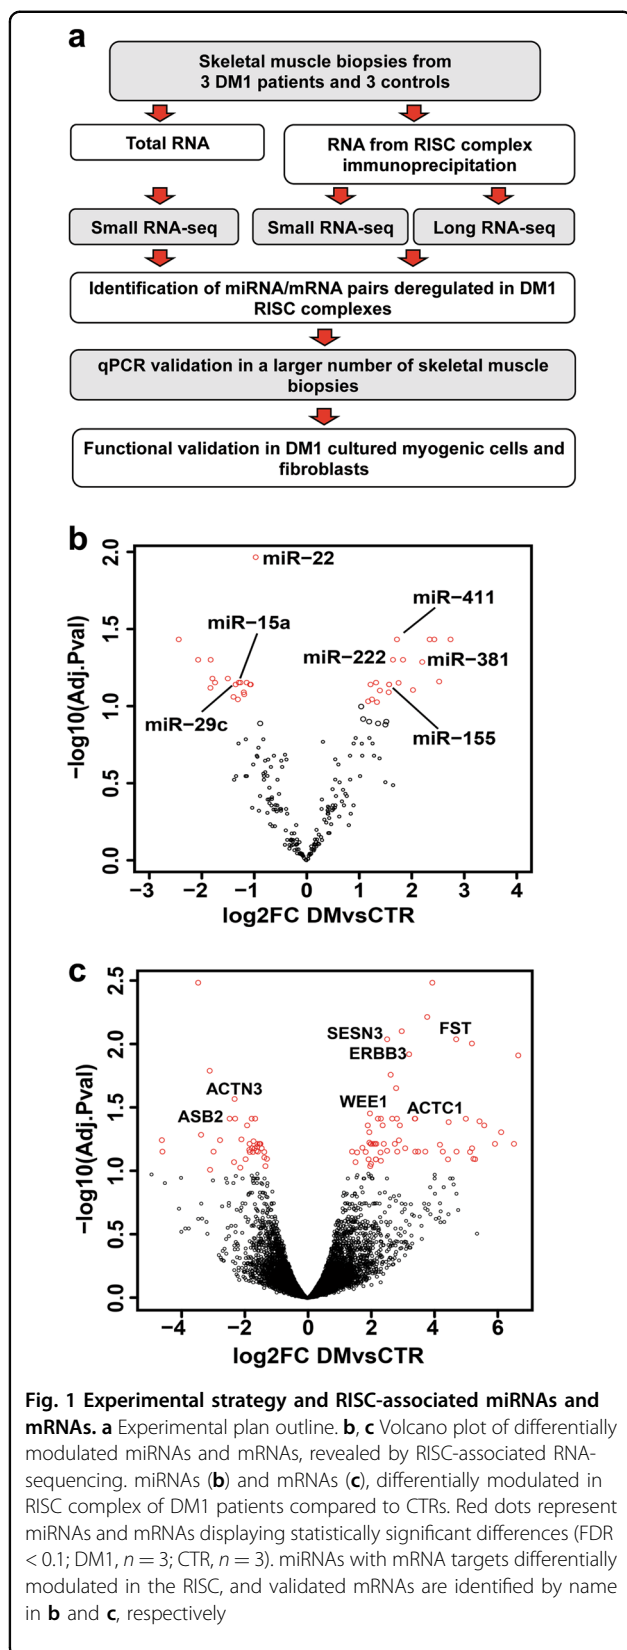 a
Skeletal muscle biopsies from
3 DM1 patients and 3 controls
Total RNA
RNA from RISC complex
immunoprecipitation
Small RNA-seq
Small RNA-seq
Long RNA-seq
Identification of miRNA/mRNA pairs deregulated in DM1
RISC complexes
qPCR validation in a larger number of skeletal muscle
biopsies
Functional validation in DM1 cultured myogenic cells and
fibroblasts
b
−log10(Adj.Pval)
2.0
1.5
1.0
0.5
0.0
miR−22
miR−411
miR−15a
miR−222
miR−381
miR−29c
miR−155
−3 −2 −1 0 1 2 3 4
log2FC DMvsCTR
c
−log10(Adj.Pval)
2.5
2.0
1.5
1.0
0.5
0.0
SESN3
FST
ERBB3
ACTN3
WEE1
ACTC1
ASB2
−4 −2 0 2 4 6
log2FC DMvsCTR
Fig. 1 Experimental strategy and RISC-associated miRNAs and
mRNAs. a Experimental plan outline. b, c Volcano plot of differentially
modulated miRNAs and mRNAs, revealed by RISC-associated RNA-
sequencing. miRNAs (b) and mRNAs (c), differentially modulated in
RISC complex of DM1 patients compared to CTRs. Red dots represent
miRNAs and mRNAs displaying statistically significant differences (FDR
< 0.1; DM1, n = 3; CTR, n = 3). miRNAs with mRNA targets differentially
modulated in the RISC, and validated mRNAs are identified by name
in b and c, respectively